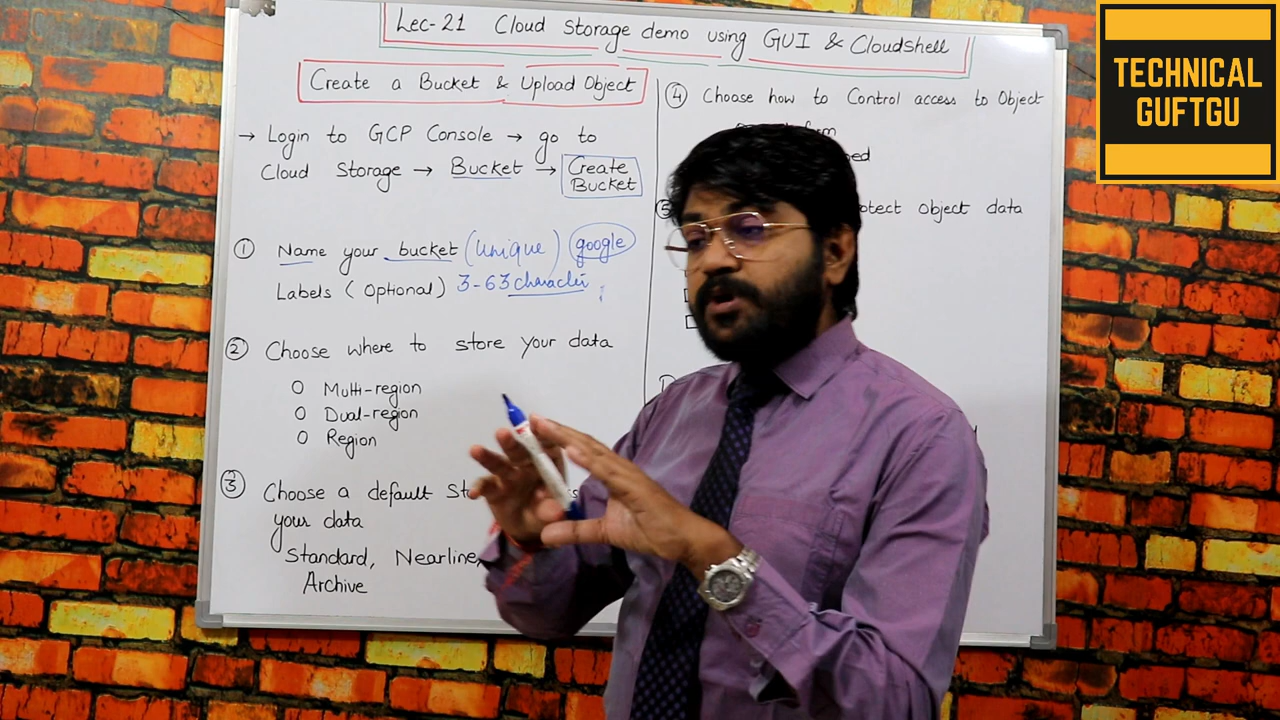 Lec-21 Cloud Storage demo using GUI & Cloudshell
Create a Bucket & Upload Object
→ Login to GCP Console → go to
Cloud Storage → Bucket → Create
Bucket
① Name your bucket (Unique) google
Labels (Optional) 3-63 character
② Choose where to store your data
O Multi-region
O Dual-region
O Region
③ Choose a default
your data
Standard, Nearline,
Archive
④ Choose how to Control access to Object
⑤ object data
TECHNICAL
GUFTGU